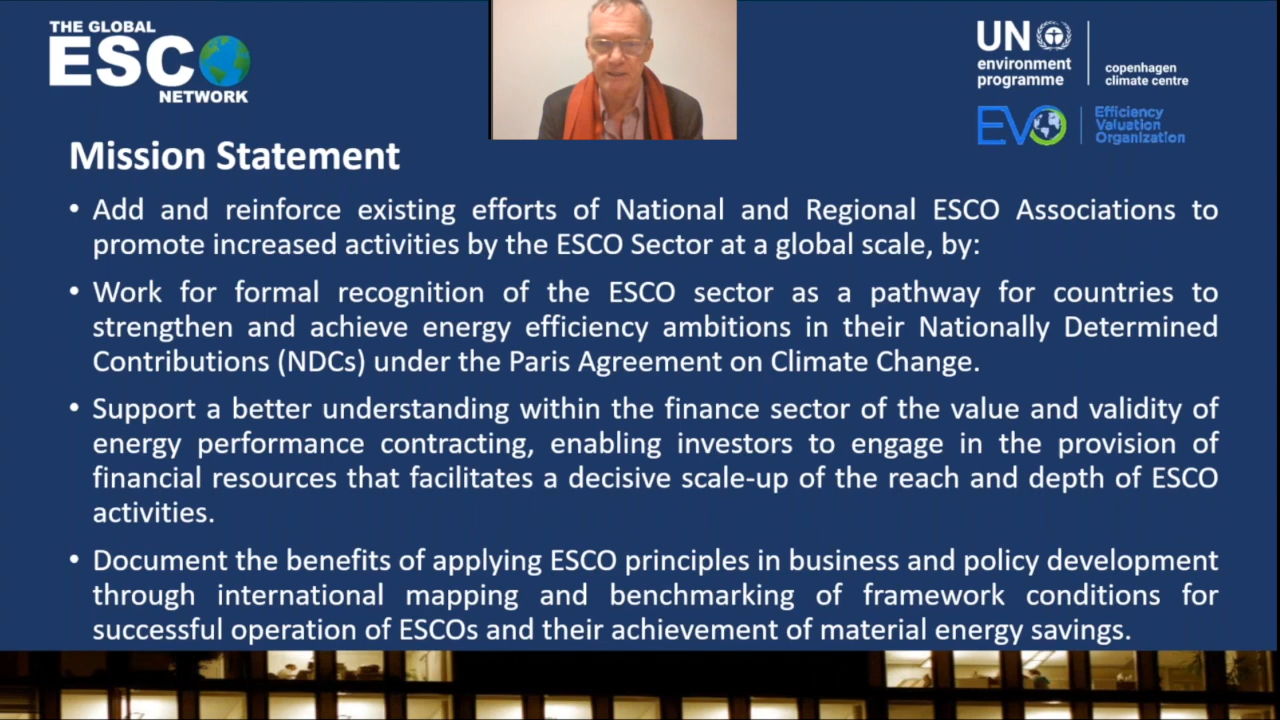 THE GLOBAL
ESCO
NETWORK
UN
environment
programme
copenhagen
climate centre
EVO
Efficiency
Valuation
Organization
Mission Statement
• Add and reinforce existing efforts of National and Regional ESCO Associations to
promote increased activities by the ESCO Sector at a global scale, by:
• Work for formal recognition of the ESCO sector as a pathway for countries to
strengthen and achieve energy efficiency ambitions in their Nationally Determined
Contributions (NDCs) under the Paris Agreement on Climate Change.
• Support a better understanding within the finance sector of the value and validity of
energy performance contracting, enabling investors to engage in the provision of
financial resources that facilitates a decisive scale-up of the reach and depth of ESCO
activities.
• Document the benefits of applying ESCO principles in business and policy development
through international mapping and benchmarking of framework conditions for
successful operation of ESCOs and their achievement of material energy savings.